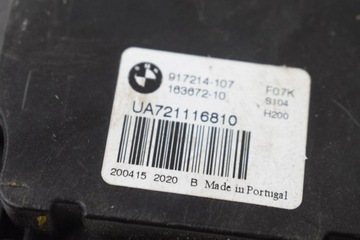 917214-107
163672-10
F07K
S104
H200
UA721116810
200415 2020 B Made in Portugal